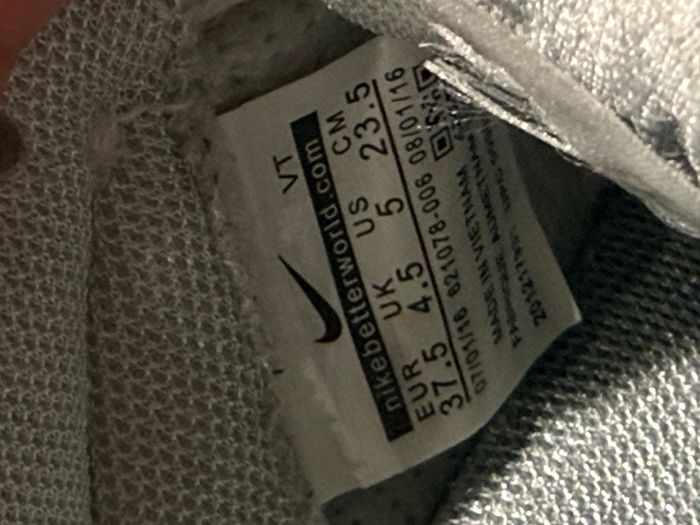 VT
nikebetterworld.com
EUR UK US CM
37.5 4.5 5 23.5
07/01/16 621078-006 08/01/16
MADE IN VIETNAM